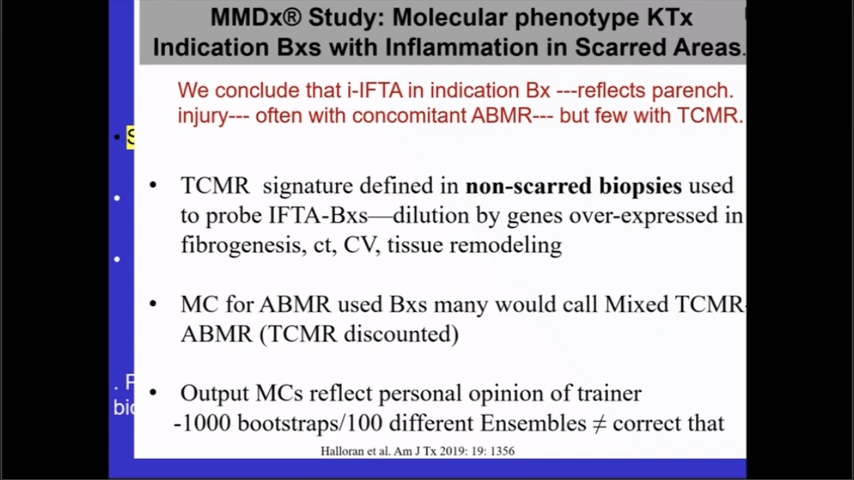 MMDx® Study: Molecular phenotype KTx
Indication Bxs with Inflammation in Scarred Areas.
We conclude that i-IFTA in indication Bx ---reflects parench.
injury--- often with concomitant ABMR--- but few with TCMR.
• S
• TCMR signature defined in non-scarred biopsies used
to probe IFTA-Bxs—dilution by genes over-expressed in
fibrogenesis, ct, CV, tissue remodeling
• MC for ABMR used Bxs many would call Mixed TCMR-
ABMR (TCMR discounted)
• Output MCs reflect personal opinion of trainer
-1000 bootstraps/100 different Ensembles ≠ correct that
Halloran et al. Am J Tx 2019: 19: 1356